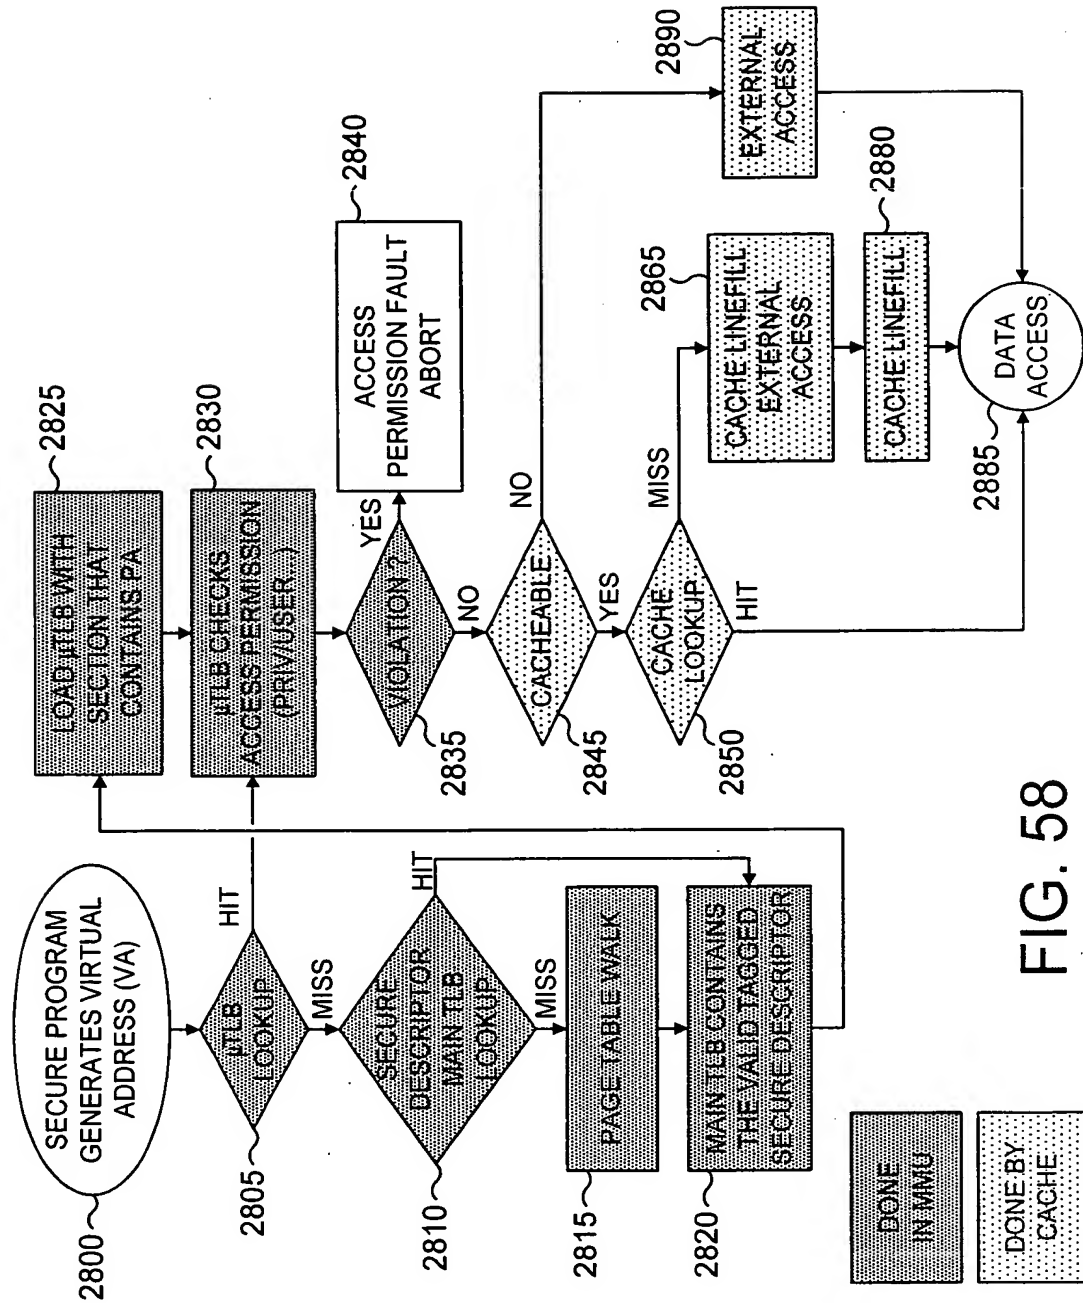 SECURE PROGRAM
GENERATES VIRTUAL
ADDRESS (VA)
2800
µTLB
LOOKUP
2805
HIT
MISS
SECURE
DESCRIPTOR
MAIN TLB
LOOKUP
2810
HIT
MISS
PAGE TABLE WALK
2815
MAIN TLB CONTAINS
THE VALID TAGGED
SECURE DESCRIPTOR
2820
LOAD µTLB WITH
SECTION THAT
CONTAINS PA
2825
µTLB CHECKS
ACCESS PERMISSION
(PRIV/USER...)
2830
VIOLATION ?
2835
YES
NO
ACCESS
PERMISSION FAULT
ABORT
2840
CACHEABLE
2845
NO
YES
CACHE
LOOKUP
2850
MISS
HIT
CACHE LINEFILL
EXTERNAL
ACCESS
2865
CACHE LINEFILL
2880
EXTERNAL
ACCESS
2890
DATA
ACCESS
2885
DONE
IN MMU
DONE BY
CACHE
FIG. 58